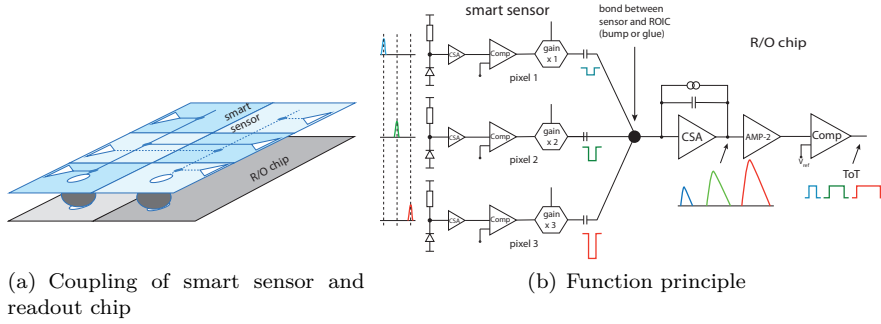 smart sensor
bond between
sensor and ROIC
(bump or glue)
R/O chip
CSA
Comp
gain
x 1
pixel 1
smart
sensor
R/O chip
CSA
Comp
gain
x 2
pixel 2
CSA
AMP-2
Comp
Vref
ToT
CSA
Comp
gain
x 3
pixel 3
(a) Coupling of smart sensor and
readout chip
(b) Function principle